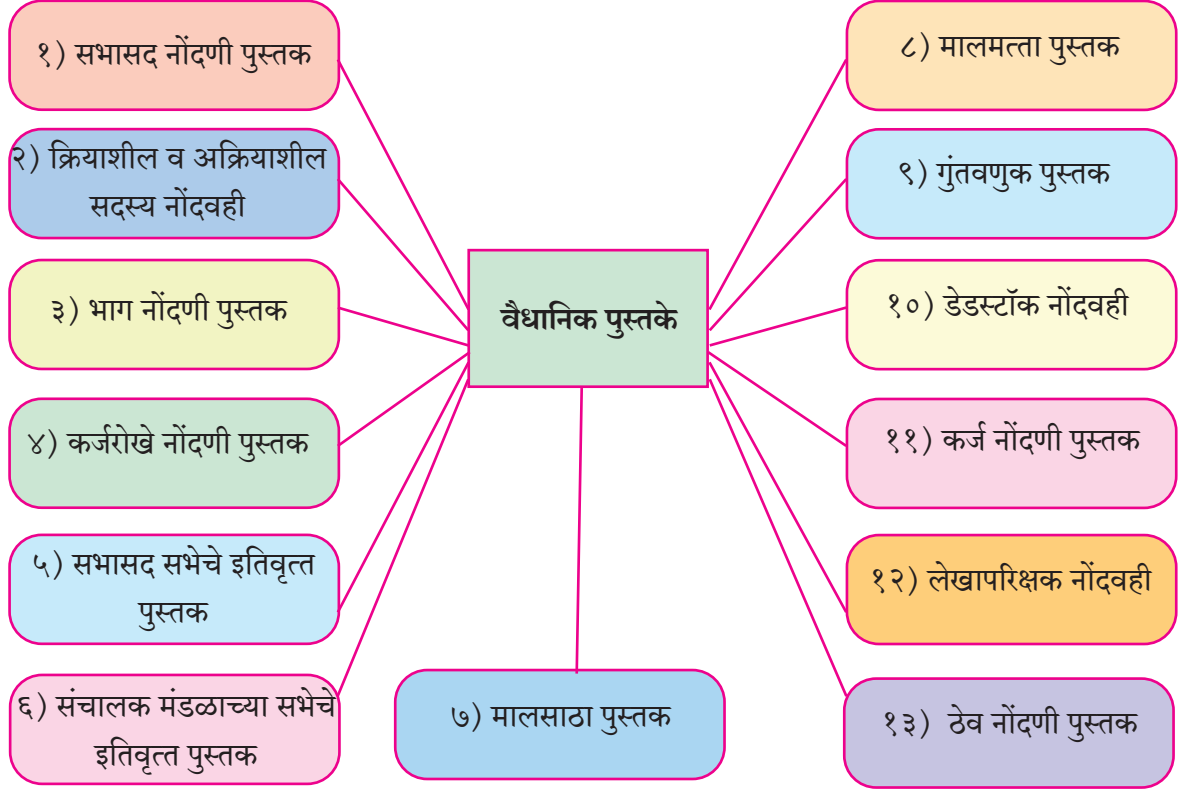 १) सभासद नोंदणी पुस्तक
२) क्रियाशील व अक्रियाशील
सदस्य नोंदवही
३) भाग नोंदणी पुस्तक
४) कर्जरोखे नोंदणी पुस्तक
५) सभासद सभेचे इतिवृत्त
पुस्तक
६) संचालक मंडळाच्या सभेचे
इतिवृत्त पुस्तक
वैधानिक पुस्तके
७) मालसाठा पुस्तक
८) मालमत्ता पुस्तक
९) गुंतवणुक पुस्तक
१०) डेडस्टॉक नोंदवही
११) कर्ज नोंदणी पुस्तक
१२) लेखापरिक्षक नोंदवही
१३) ठेव नोंदणी पुस्तक